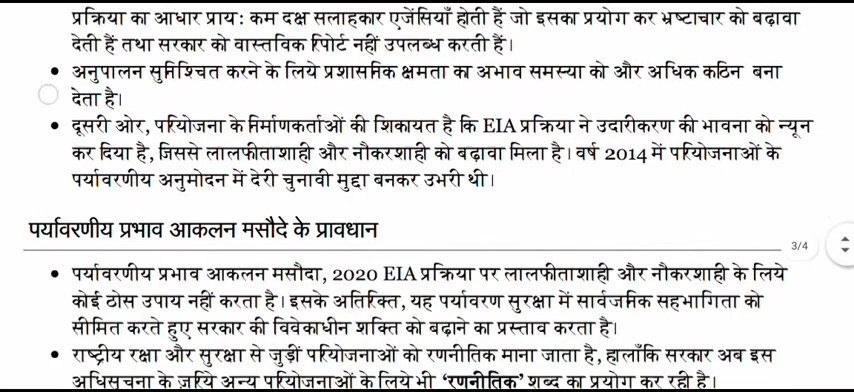 प्रक्रिया का आधार प्राय: कम दक्ष सलाहकार एजेंसियाँ होती हैं जो इसका प्रयोग कर भ्रष्टाचार को बढ़ावा
देती हैं तथा सरकार को वास्तविक रिपोर्ट नहीं उपलब्ध करती हैं।
• अनुपालन सुनिश्चित करने के लिये प्रशासनिक क्षमता का अभाव समस्या को और अधिक कठिन बना
देता है।
• दूसरी ओर, परियोजना के निर्माणकर्ताओं की शिकायत है कि EIA प्रक्रिया ने उदारीकरण की भावना को न्यून
कर दिया है, जिससे लालफीताशाही और नौकरशाही को बढ़ावा मिला है। वर्ष 2014 में परियोजनाओं के
पर्यावरणीय अनुमोदन में देरी चुनावी मुद्दा बनकर उभरी थी।
पर्यावरणीय प्रभाव आकलन मसौदे के प्रावधान
3/4
• पर्यावरणीय प्रभाव आकलन मसौदा, 2020 EIA प्रक्रिया पर लालफीताशाही और नौकरशाही के लिये
कोई ठोस उपाय नहीं करता है। इसके अतिरिक्त, यह पर्यावरण सुरक्षा में सार्वजनिक सहभागिता को
सीमित करते हुए सरकार की विवेकाधीन शक्ति को बढ़ाने का प्रस्ताव करता है।
• राष्ट्रीय रक्षा और सुरक्षा से जुड़ीं परियोजनाओं को रणनीतिक माना जाता है, हालाँकि सरकार अब इस
अधिसूचना के ज़रिये अन्य परियोजनाओं के लिये भी ‘रणनीतिक’ शब्द का प्रयोग कर रही है।